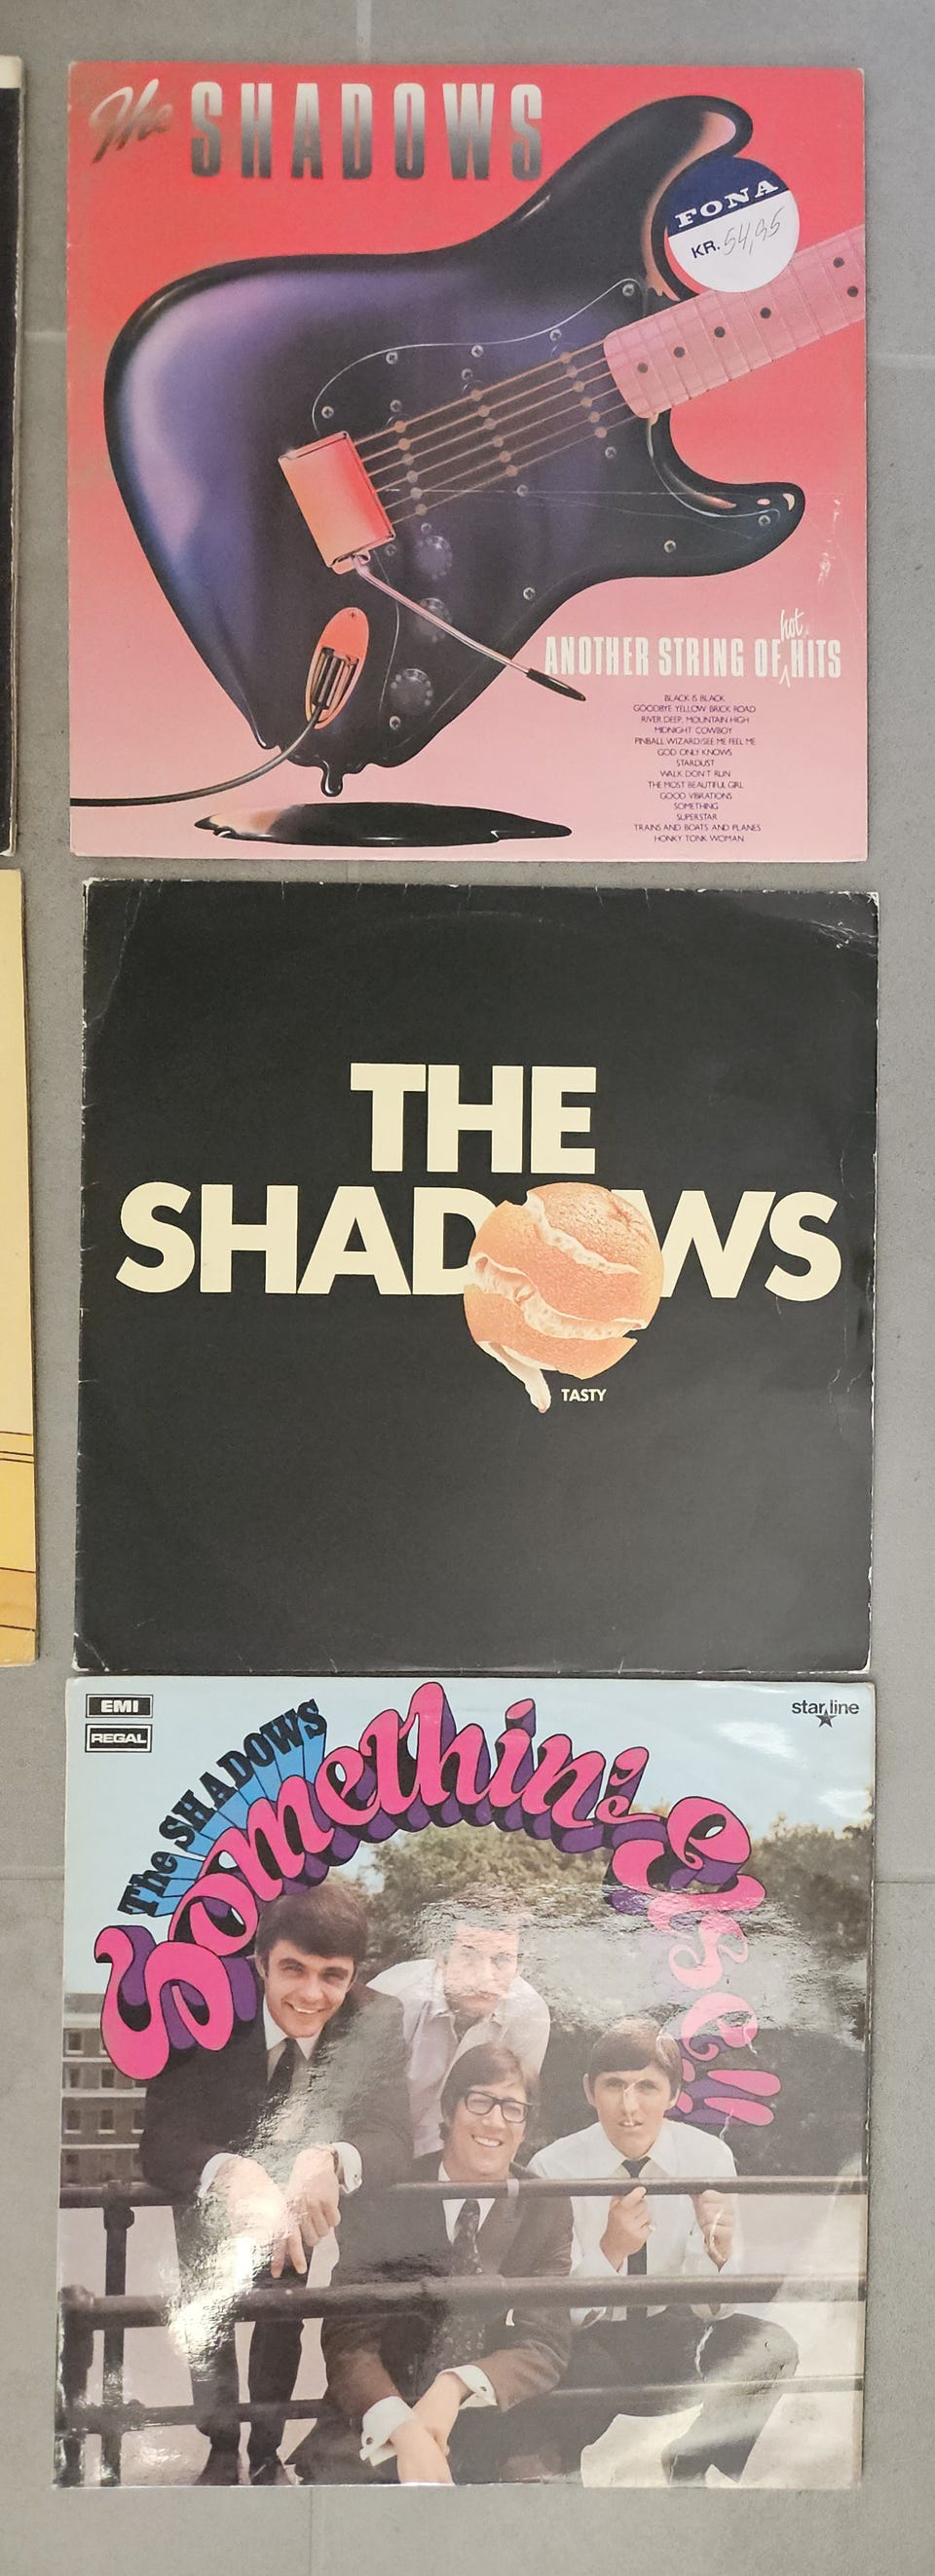 The SHADOWS
FONA
KR. 54,95
hot
ANOTHER STRING OF HITS
BLACK IS BLACK
GOODBYE YELLOW BRICK ROAD
RIVER DEEP, MOUNTAIN HIGH
MIDNIGHT COWBOY
PINBALL WIZARD/SEE ME FEEL ME
GOD ONLY KNOWS
STARDUST
WALK DON'T RUN
THE MOST BEAUTIFUL GIRL
GOOD VIBRATIONS
SOMETHING
SUPERSTAR
TRAINS AND BOATS AND PLANES
HONKY TONK WOMAN
THE
SHADOWS
TASTY
EMI
REGAL
starline
The SHADOWS
Somethin' Else!!